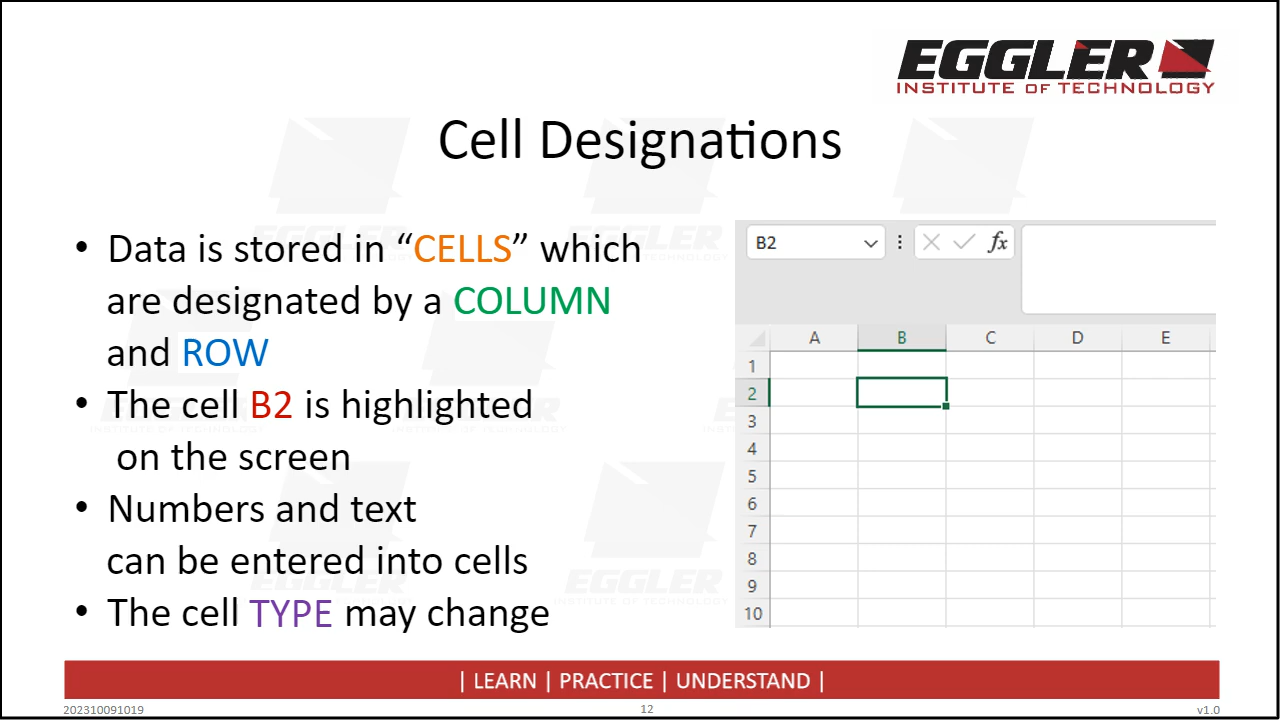 EGGLER
INSTITUTE OF TECHNOLOGY
Cell Designations
• Data is stored in “CELLS” which
are designated by a COLUMN
and ROW
• The cell B2 is highlighted
on the screen
• Numbers and text
can be entered into cells
• The cell TYPE may change
B2 fx
A B C D E
1
2
3
4
5
6
7
8
9
10
| LEARN | PRACTICE | UNDERSTAND |
202310091019 12 v1.0